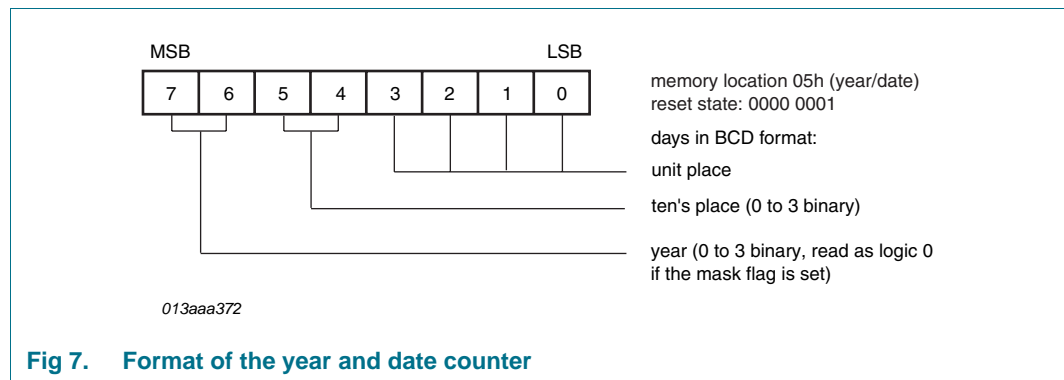 MSB LSB
7 6 5 4 3 2 1 0
memory location 05h (year/date)
reset state: 0000 0001
days in BCD format:
unit place
ten's place (0 to 3 binary)
year (0 to 3 binary, read as logic 0
if the mask flag is set)
013aaa372
Fig 7. Format of the year and date counter